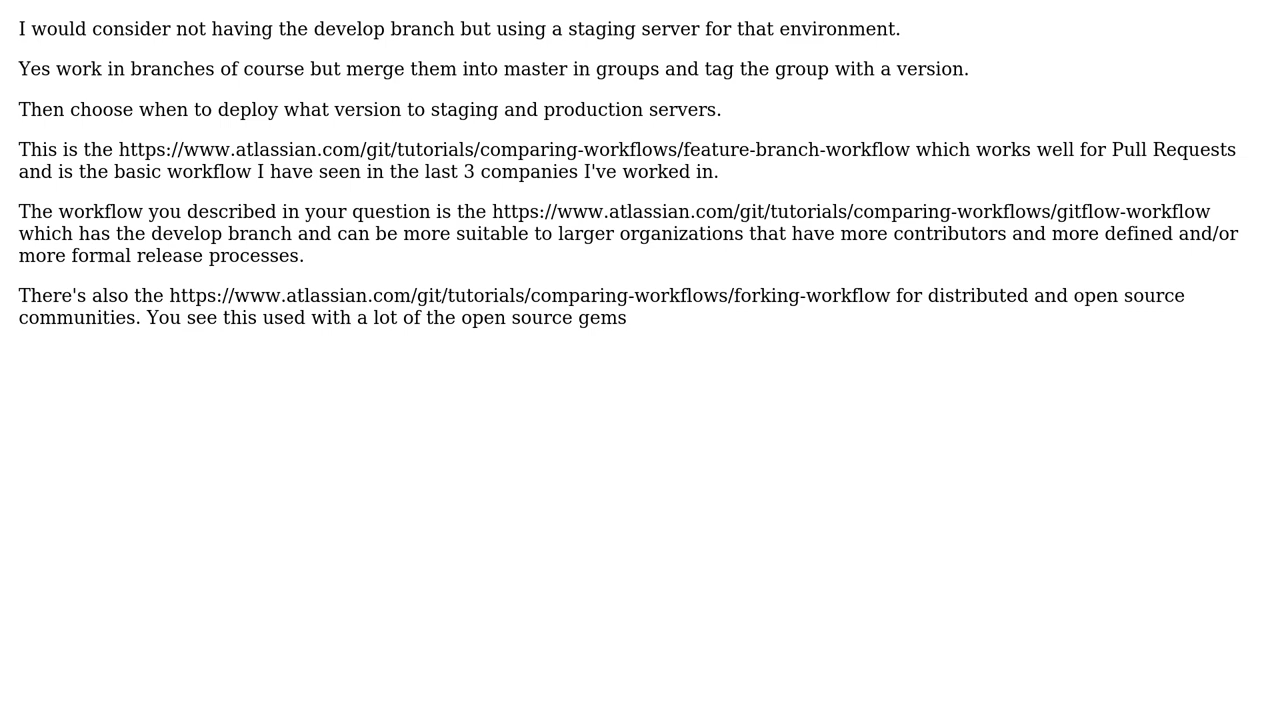 I would consider not having the develop branch but using a staging server for that environment.
Yes work in branches of course but merge them into master in groups and tag the group with a version.
Then choose when to deploy what version to staging and production servers.
This is the https://www.atlassian.com/git/tutorials/comparing-workflows/feature-branch-workflow which works well for Pull Requests
and is the basic workflow I have seen in the last 3 companies I've worked in.
The workflow you described in your question is the https://www.atlassian.com/git/tutorials/comparing-workflows/gitflow-workflow
which has the develop branch and can be more suitable to larger organizations that have more contributors and more defined and/or
more formal release processes.
There's also the https://www.atlassian.com/git/tutorials/comparing-workflows/forking-workflow for distributed and open source
communities. You see this used with a lot of the open source gems